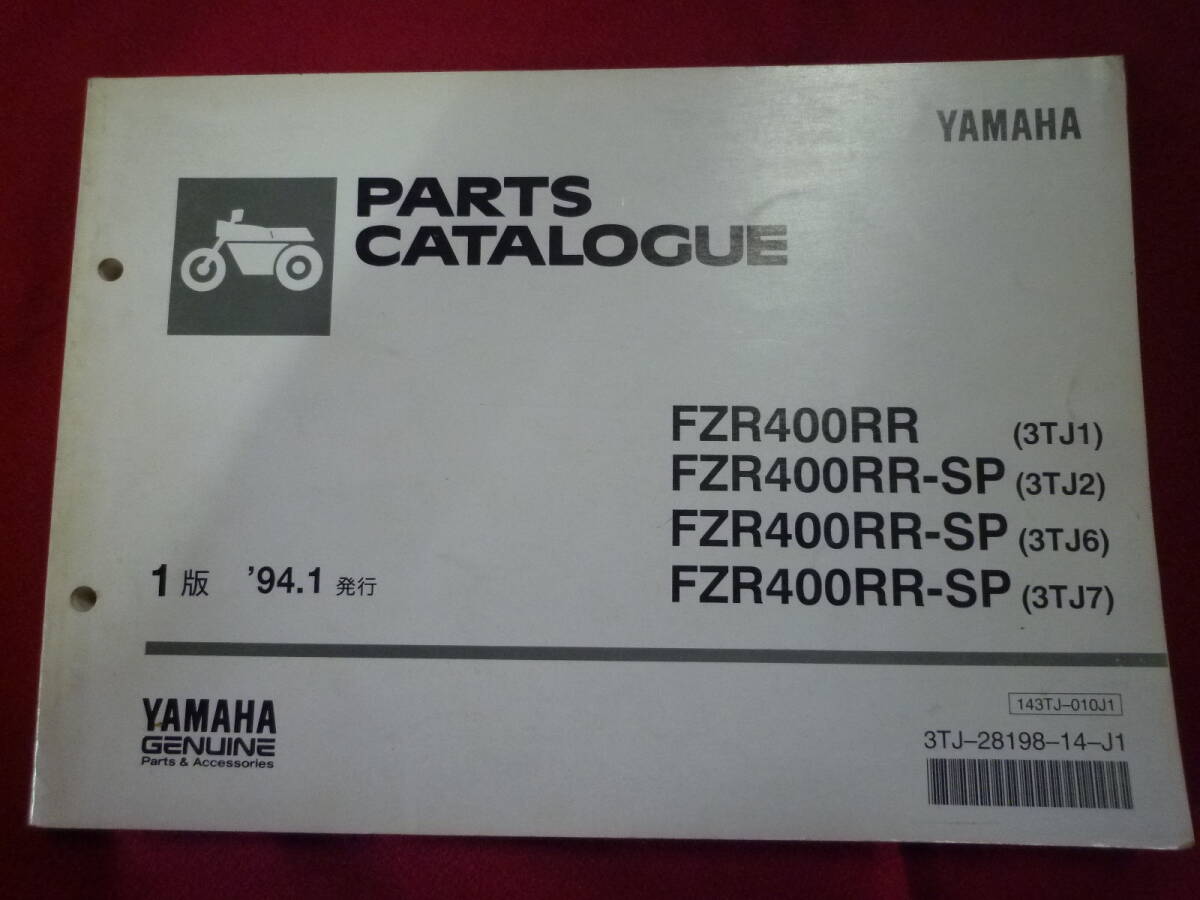 YAMAHA
PARTS
CATALOGUE
FZR400RR (3TJ1)
FZR400RR-SP (3TJ2)
FZR400RR-SP (3TJ6)
FZR400RR-SP (3TJ7)
1版 '94.1 発行
YAMAHA
GENUINE
Parts & Accessories
143TJ-010J1
3TJ-28198-14-J1